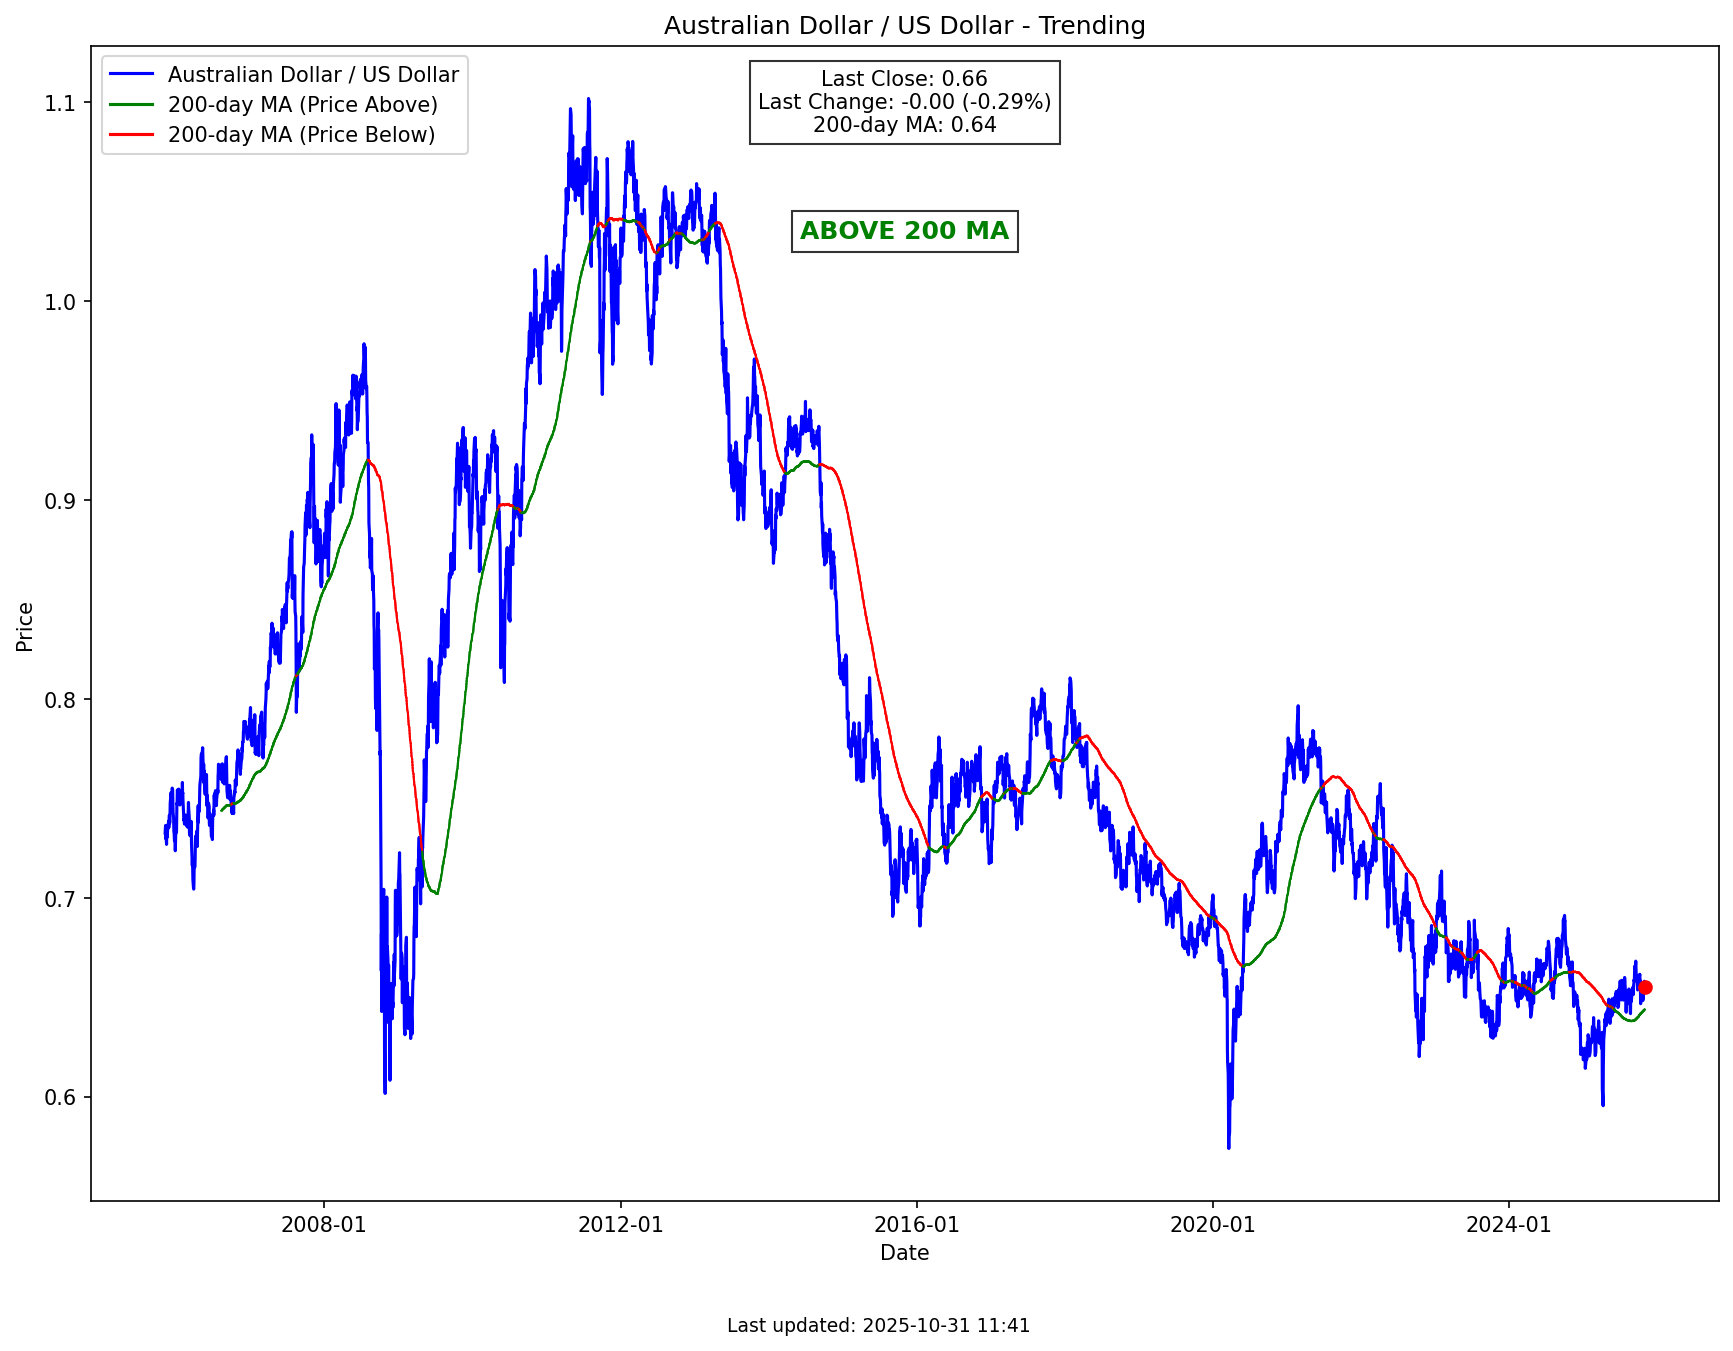 Australian Dollar / US Dollar - Trending
Australian Dollar / US Dollar
200-day MA (Price Above)
200-day MA (Price Below)
Last Close: 0.66
Last Change: -0.00 (-0.29%)
200-day MA: 0.64
ABOVE 200 MA
Price
1.1
1.0
0.9
0.8
0.7
0.6
2008-01
2012-01
2016-01
2020-01
2024-01
Date
Last updated: 2025-10-31 11:41